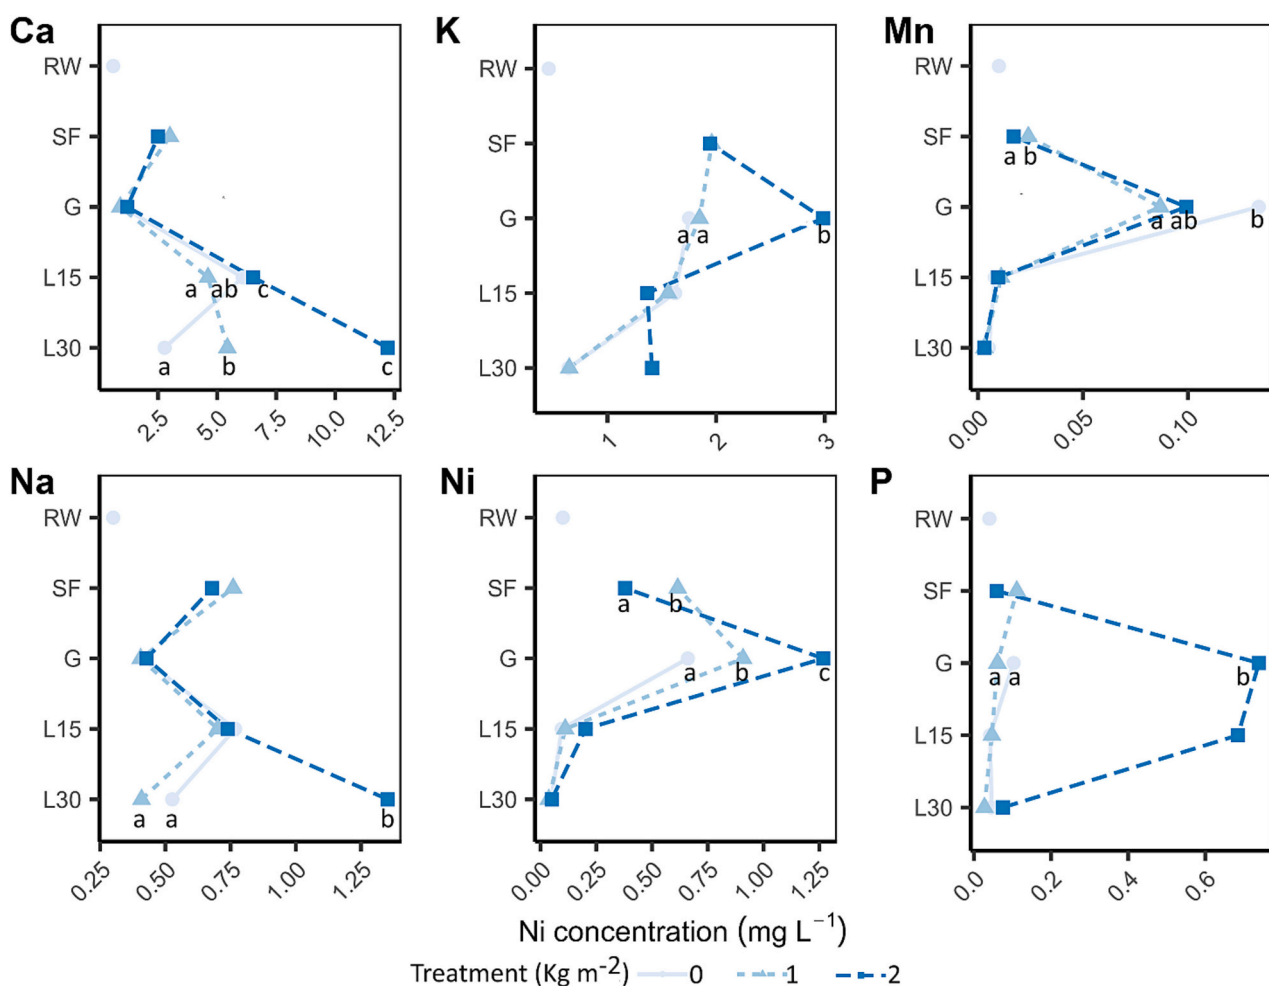 Ca
RW
SF
G
L15
L30
a ab c
a b c
2.5 5.0 7.5 10.0 12.5
K
RW
SF
G
L15
L30
a a b
1 2 3
Mn
RW
SF
G
L15
L30
a b
a ab b
0.00 0.05 0.10
Na
RW
SF
G
L15
L30
a a b
0.25 0.50 0.75 1.00 1.25
Ni
RW
SF
G
L15
L30
a b
a b c
0.00 0.25 0.50 0.75 1.00 1.25
P
RW
SF
G
L15
L30
a a b
0.0 0.2 0.4 0.6
Ni concentration (mg L⁻¹)
Treatment (Kg m⁻²) 0 1 2